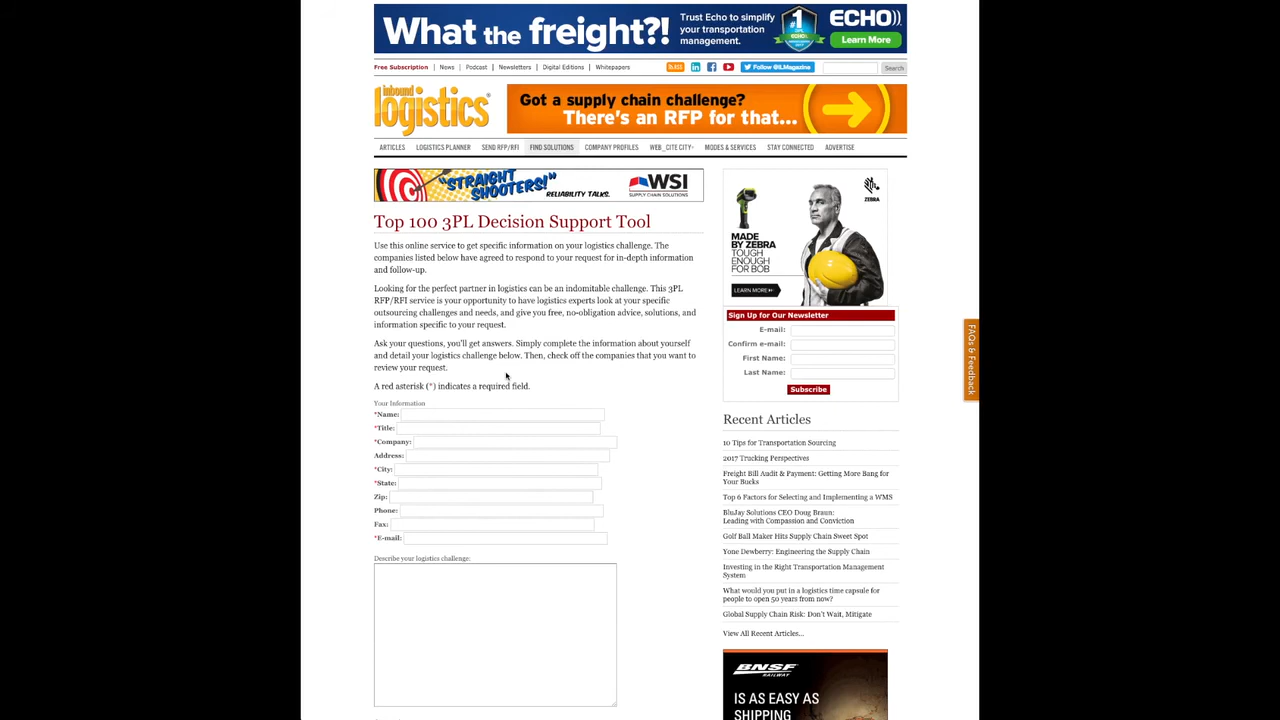 What the freight?!
Trust Echo to simplify
your transportation
management.
#1
ECHO
Learn More
Free Subscription | News | Podcast | Newsletters | Digital Editions | Whitepapers
RSS
Follow @ILMagazine
Search
inbound
logistics
Got a supply chain challenge?
There's an RFP for that...
ARTICLES LOGISTICS PLANNER SEND RFP/RFI FIND SOLUTIONS COMPANY PROFILES WEB_CITE CITY MODES & SERVICES STAY CONNECTED ADVERTISE
"STRAIGHT
SHOOTERS!"
RELIABILITY TALKS.
WSI
SUPPLY CHAIN SOLUTIONS
Top 100 3PL Decision Support Tool
Use this online service to get specific information on your logistics challenge. The
companies listed below have agreed to respond to your request for in-depth information
and follow-up.
Looking for the perfect partner in logistics can be an indomitable challenge. This 3PL
RFP/RFI service is your opportunity to have logistics experts look at your specific
outsourcing challenges and needs, and give you free, no-obligation advice, solutions, and
information specific to your request.
Ask your questions, you'll get answers. Simply complete the information about yourself
and detail your logistics challenge below. Then, check off the companies that you want to
review your request.
A red asterisk (*) indicates a required field.
Your Information
*Name:
*Title:
*Company:
Address:
*City:
*State:
Zip:
Phone:
Fax:
*E-mail:
Describe your logistics challenge:
ZEBRA
MADE
BY ZEBRA
TOUGH
ENOUGH
FOR BOB
LEARN MORE
Sign Up for Our Newsletter
E-mail:
Confirm e-mail:
First Name:
Last Name:
Subscribe
FAQs & Feedback
Recent Articles
10 Tips for Transportation Sourcing
2017 Trucking Perspectives
Freight Bill Audit & Payment: Getting More Bang for
Your Bucks
Top 6 Factors for Selecting and Implementing a WMS
BluJay Solutions CEO Doug Braun:
Leading with Compassion and Conviction
Golf Ball Maker Hits Supply Chain Sweet Spot
Yone Dewberry: Engineering the Supply Chain
Investing in the Right Transportation Management
System
What would you put in a logistics time capsule for
people to open 50 years from now?
Global Supply Chain Risk: Don't Wait, Mitigate
View All Recent Articles...
BNSF
RAILWAY
IS AS EASY AS
SHIPPING